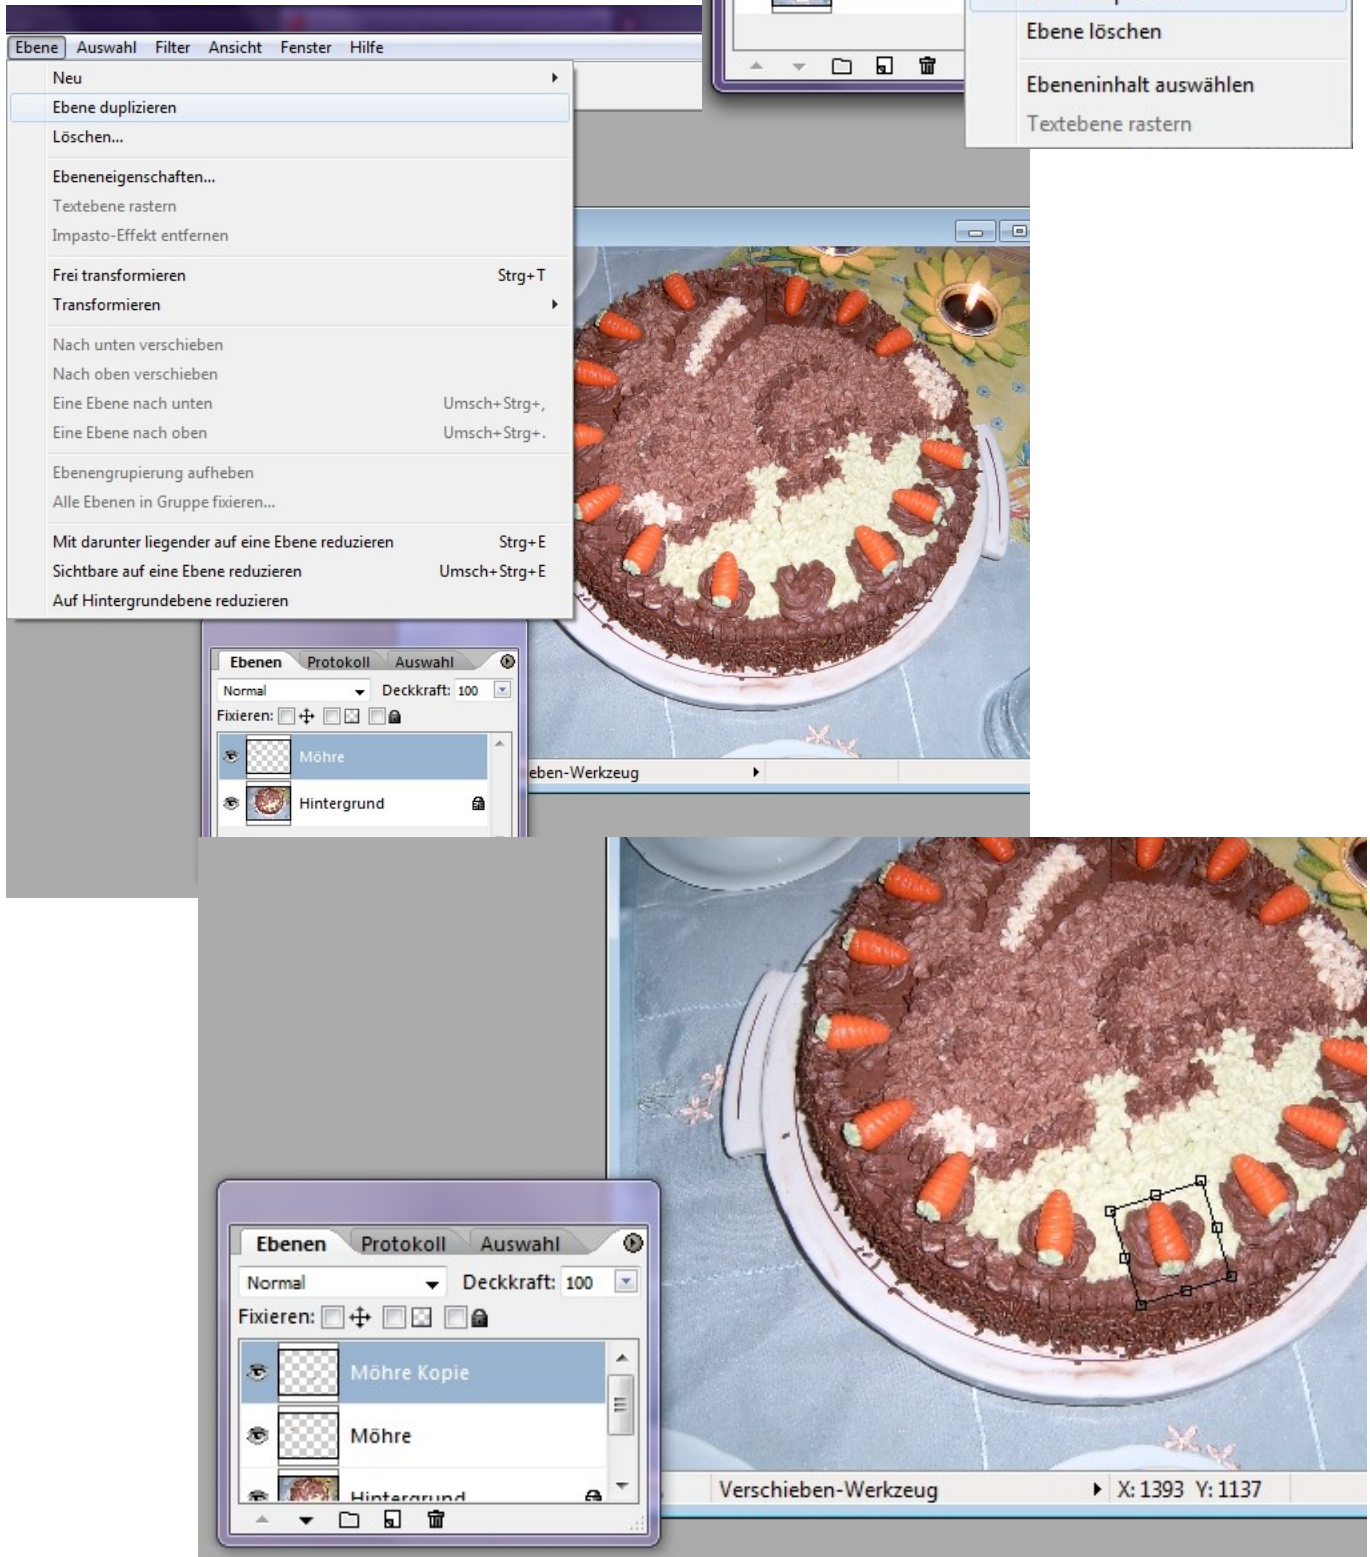 Ebene Auswahl Filter Ansicht Fenster Hilfe
Neu
Ebene duplizieren
Löschen...
Ebeneneigenschaften...
Textebene rastern
Impasto-Effekt entfernen
Frei transformieren Strg+T
Transformieren
Nach unten verschieben
Nach oben verschieben
Eine Ebene nach unten Umsch+Strg+,
Eine Ebene nach oben Umsch+Strg+.
Ebenengrupierung aufheben
Alle Ebenen in Gruppe fixieren...
Mit darunter liegender auf eine Ebene reduzieren Strg+E
Sichtbare auf eine Ebene reduzieren Umsch+Strg+E
Auf Hintergrundebene reduzieren
Ebene löschen
Ebeneninhalt auswählen
Textebene rastern
Ebenen Protokoll Auswahl
Normal Deckkraft: 100
Fixieren:
Möhre
Hintergrund
eben-Werkzeug
Ebenen Protokoll Auswahl
Normal Deckkraft: 100
Fixieren:
Möhre Kopie
Möhre
Hintergrund
Verschieben-Werkzeug X: 1393 Y: 1137